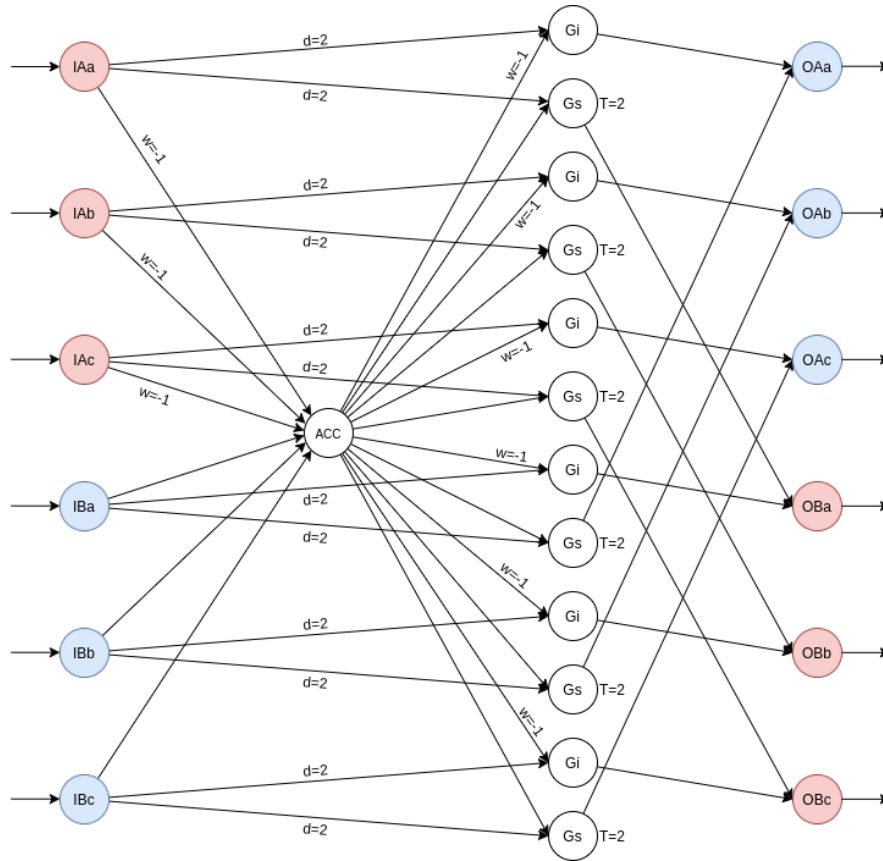 Gi
d=2
IAa
OAa
w=-1
d=2
Gs
T=2
w=-1
d=2
Gi
IAb
OAb
w=-1
d=2
Gs
T=2
w=-1
Gi
d=2
w=-1
IAc
OAc
d=2
w=-1
Gs
T=2
ACC
w=-1
Gi
d=2
IBa
OBa
d=2
Gs
T=2
w=-1
Gi
d=2
IBb
OBb
d=2
Gs
T=2
w=-1
Gi
d=2
IBc
OBc
d=2
Gs
T=2